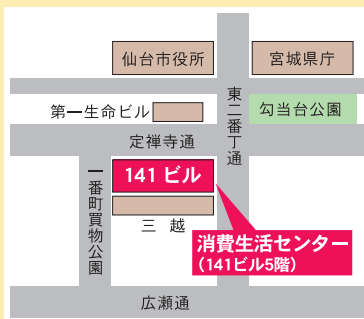 仙台市役所
宮城県庁
第一生命ビル
東二番丁通
勾当台公園
定禅寺通
141 ビル
一番町買物公園
三 越
消費生活センター
(141ビル5階)
広瀬通